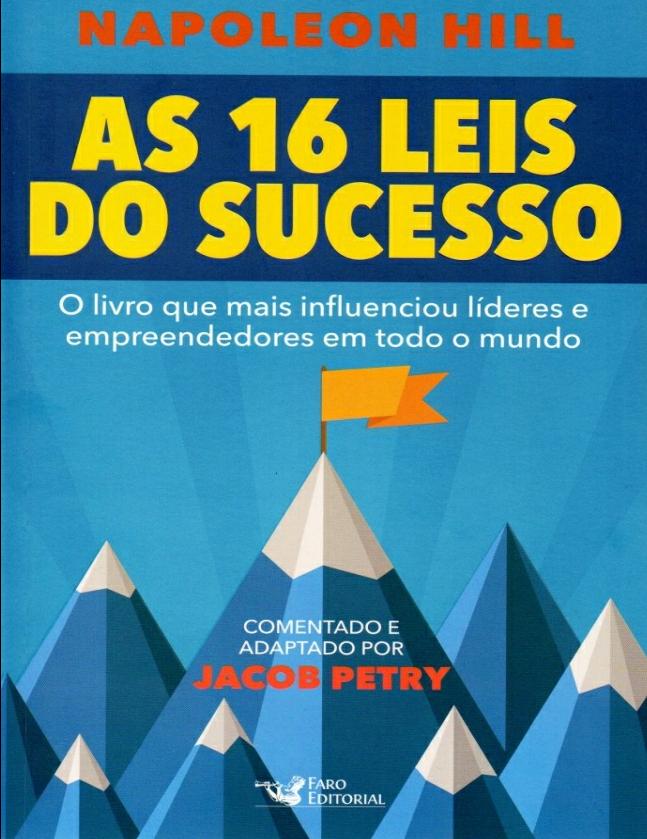 NAPOLEON HILL
AS 16 LEIS
DO SUCESSO
O livro que mais influenciou líderes e
empreendedores em todo o mundo
COMENTADO E
ADAPTADO POR
JACOB PETRY
FARO
EDITORIAL